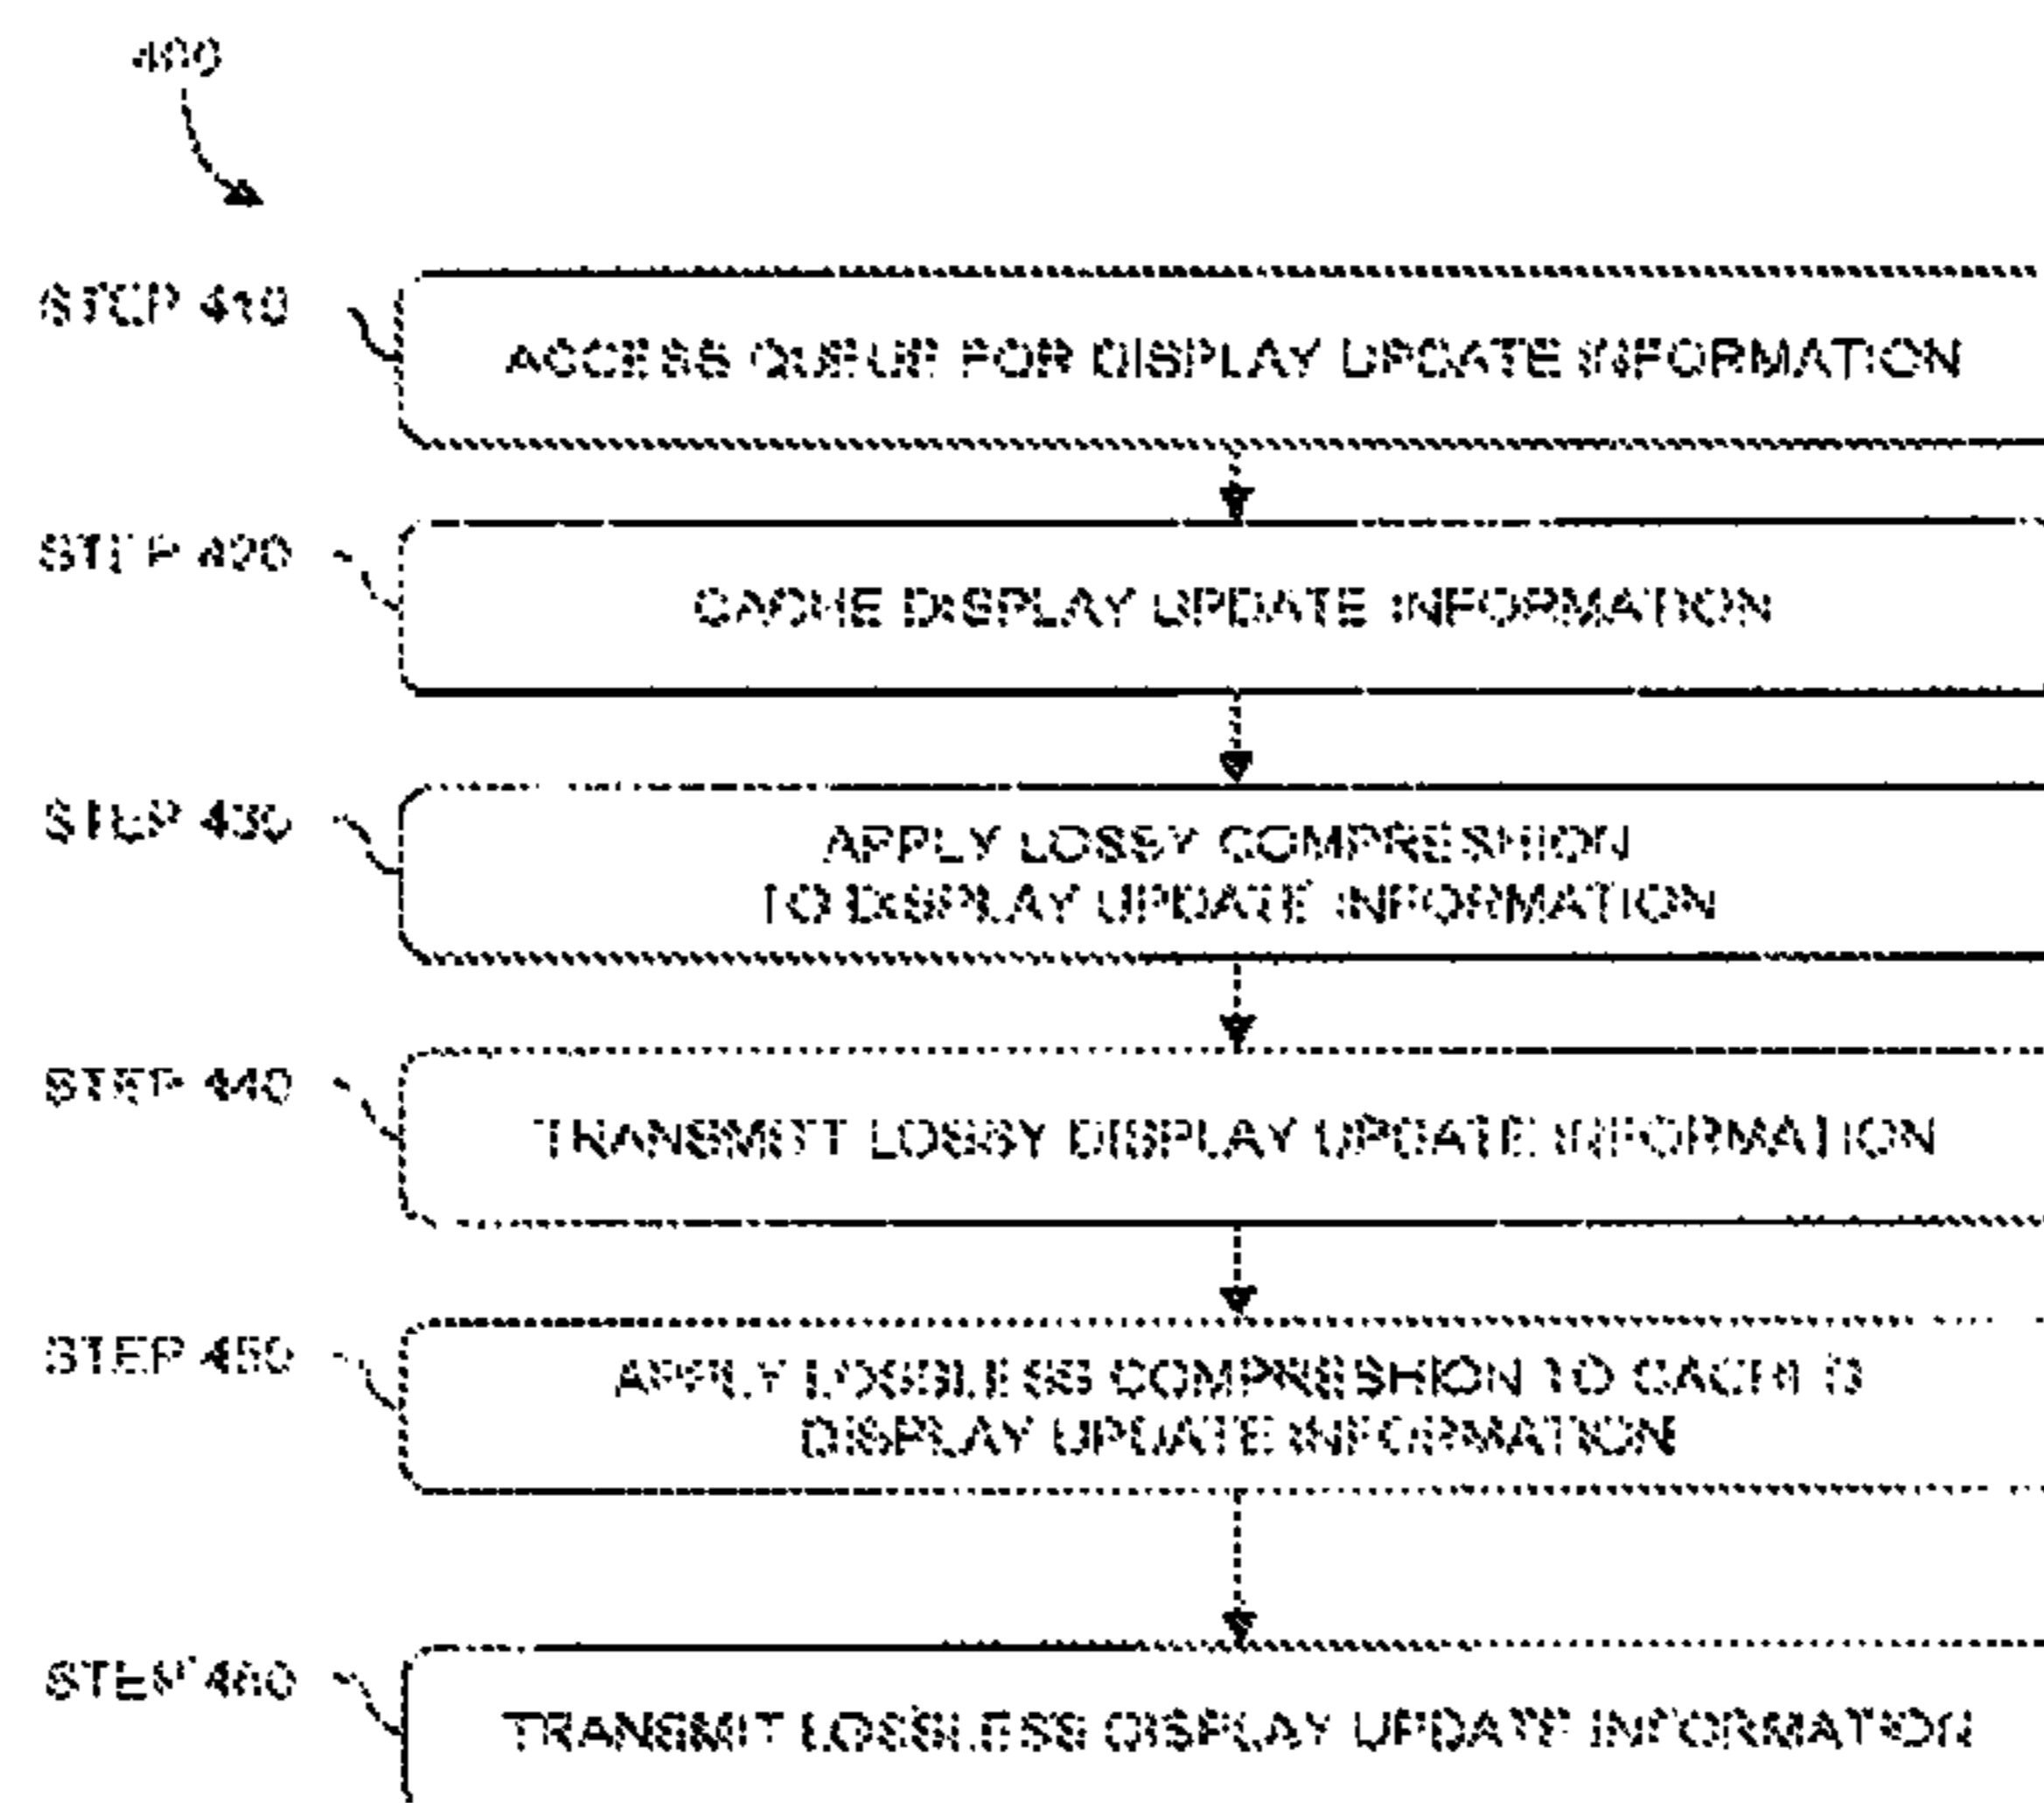 400
STEP 410
ACCESS QUEUE FOR DISPLAY UPDATE INFORMATION
STEP 420
CACHE DISPLAY UPDATE INFORMATION
STEP 430
APPLY LOSSY COMPRESSION
TO DISPLAY UPDATE INFORMATION
STEP 440
TRANSMIT LOSSY DISPLAY UPDATE INFORMATION
STEP 450
APPLY LOSSLESS COMPRESSION TO CACHED
DISPLAY UPDATE INFORMATION
STEP 460
TRANSMIT LOSSLESS DISPLAY UPDATE INFORMATION